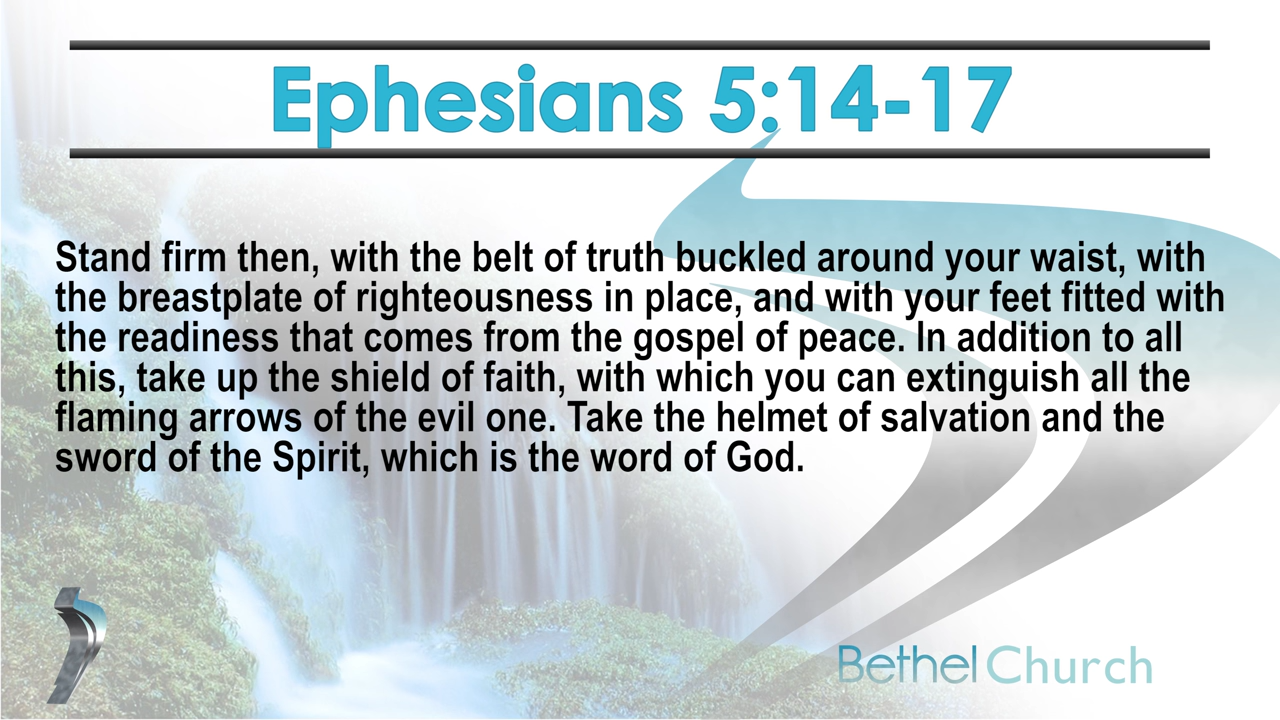 Ephesians 5:14-17
Stand firm then, with the belt of truth buckled around your waist, with
the breastplate of righteousness in place, and with your feet fitted with
the readiness that comes from the gospel of peace. In addition to all
this, take up the shield of faith, with which you can extinguish all the
flaming arrows of the evil one. Take the helmet of salvation and the
sword of the Spirit, which is the word of God.
Bethel Church